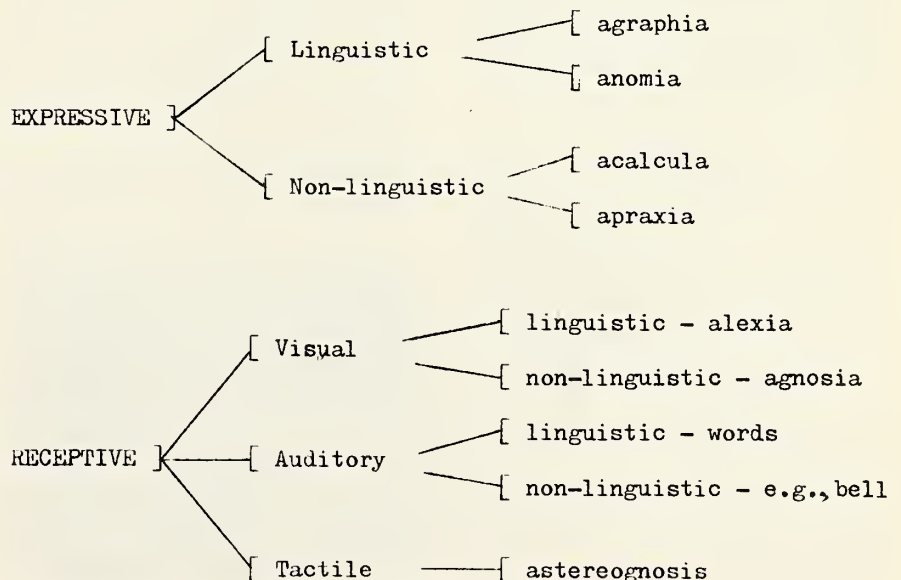 [ agraphia
[ Linguistic
[ anomia
EXPRESSIVE ]
[ acalcula
[ Non-linguistic
[ apraxia
[ linguistic - alexia
[ Visual
[ non-linguistic - agnosia
[ linguistic - words
RECEPTIVE ] [ Auditory
[ non-linguistic - e.g., bell
[ Tactile [ astereognosis